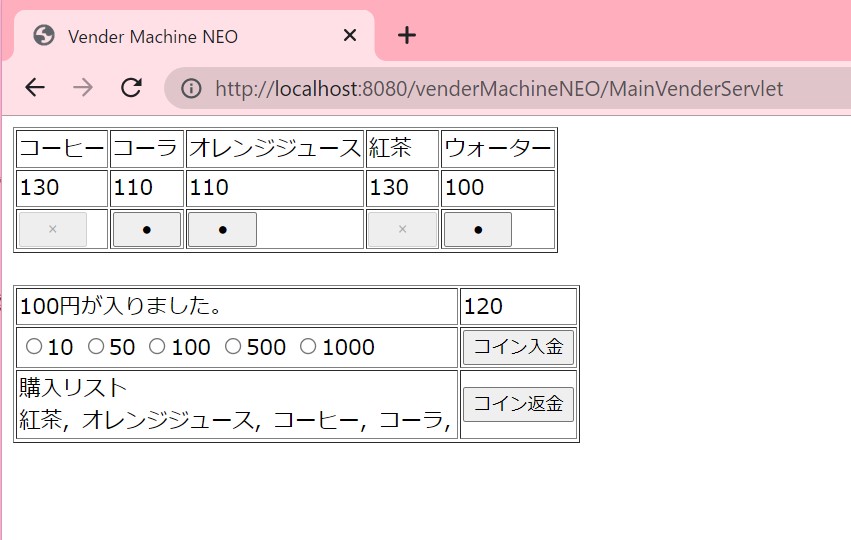 Vender Machine NEO
http://localhost:8080/venderMachineNEO/MainVenderServlet
コーヒー コーラ オレンジジュース 紅茶 ウォーター
130 110 110 130 100
× ● ● × ●
100円が入りました。 120
10 50 100 500 1000 コイン入金
購入リスト
紅茶, オレンジジュース, コーヒー, コーラ, コイン返金